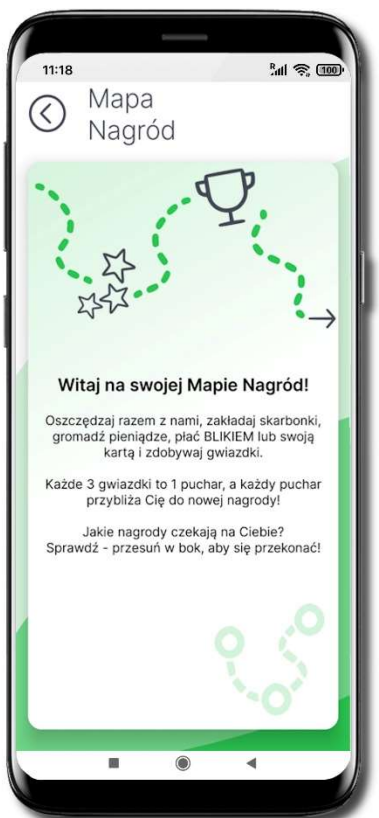 11:18
R
100
Mapa
Nagród
Witaj na swojej Mapie Nagród!
Oszczędzaj razem z nami, zakładaj skarbonki,
gromadź pieniądze, płać BLIKIEM lub swoją
kartą i zdobywaj gwiazdki.
Każde 3 gwiazdki to 1 puchar, a każdy puchar
przybliża Cię do nowej nagrody!
Jakie nagrody czekają na Ciebie?
Sprawdź - przesuń w bok, aby się przekonać!